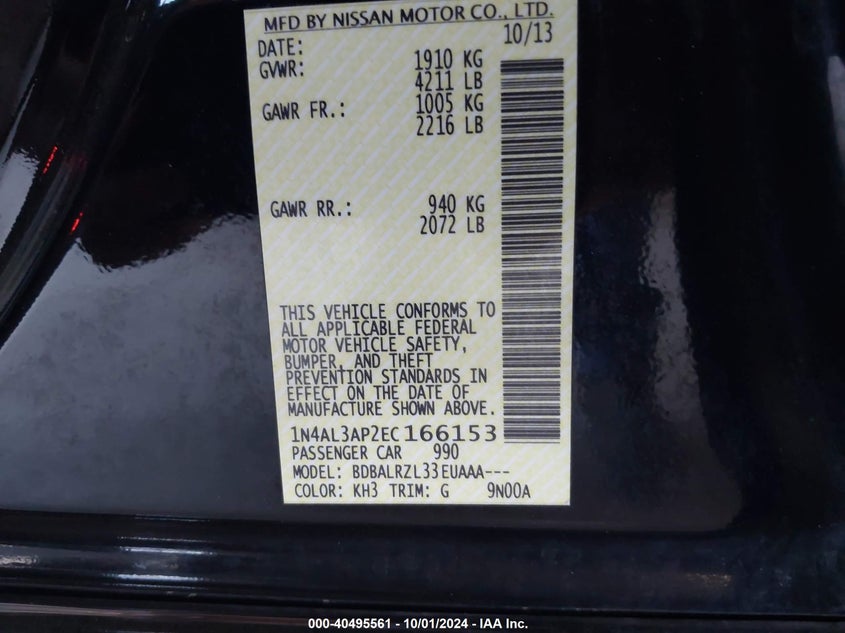 MFD BY NISSAN MOTOR CO., LTD.
DATE: 10/13
GVWR: 1910 KG
4211 LB
GAWR FR.: 1005 KG
2216 LB
GAWR RR.: 940 KG
2072 LB
THIS VEHICLE CONFORMS TO
ALL APPLICABLE FEDERAL
MOTOR VEHICLE SAFETY,
BUMPER, AND THEFT
PREVENTION STANDARDS IN
EFFECT ON THE DATE OF
MANUFACTURE SHOWN ABOVE.
1N4AL3AP2EC166153
PASSENGER CAR 990
MODEL: BDBALRZL33EUAAA---
COLOR: KH3 TRIM: G 9N00A
000-40495561 - 10/01/2024 - IAA Inc.